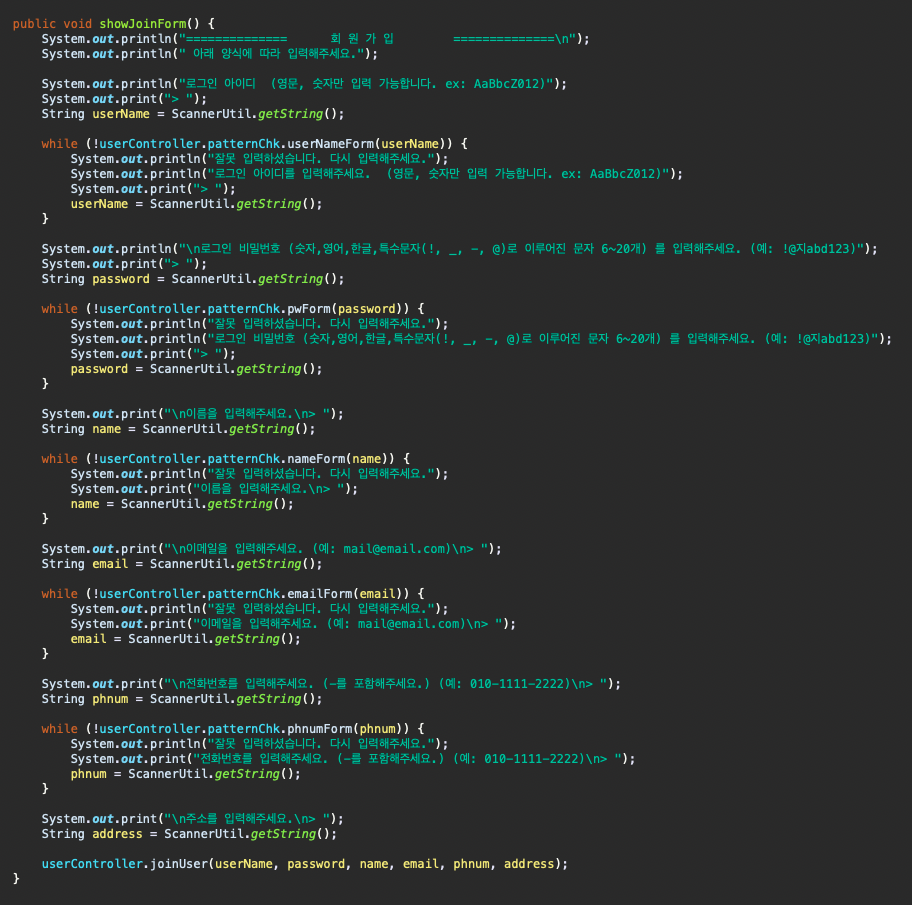 public void showJoinForm() {
System.out.println("==============      회 원 가 입        ==============\n");
System.out.println(" 아래 양식에 따라 입력해주세요.");
System.out.println("로그인 아이디  (영문, 숫자만 입력 가능합니다. ex: AaBbcZ012)");
System.out.print("> ");
String userName = ScannerUtil.getString();
while (!userController.patternChk.userNameForm(userName)) {
System.out.println("잘못 입력하셨습니다. 다시 입력해주세요.");
System.out.println("로그인 아이디를 입력해주세요.  (영문, 숫자만 입력 가능합니다. ex: AaBbcZ012)");
System.out.print("> ");
userName = ScannerUtil.getString();
}
System.out.println("\n로그인 비밀번호 (숫자,영어,한글,특수문자(!, _, -, @)로 이루어진 문자 6~20개) 를 입력해주세요. (예: !@지abd123)");
System.out.print("> ");
String password = ScannerUtil.getString();
while (!userController.patternChk.pwForm(password)) {
System.out.println("잘못 입력하셨습니다. 다시 입력해주세요.");
System.out.println("로그인 비밀번호 (숫자,영어,한글,특수문자(!, _, -, @)로 이루어진 문자 6~20개) 를 입력해주세요. (예: !@지abd123)");
System.out.print("> ");
password = ScannerUtil.getString();
}
System.out.print("\n이름을 입력해주세요.\n> ");
String name = ScannerUtil.getString();
while (!userController.patternChk.nameForm(name)) {
System.out.println("잘못 입력하셨습니다. 다시 입력해주세요.");
System.out.print("이름을 입력해주세요.\n> ");
name = ScannerUtil.getString();
}
System.out.print("\n이메일을 입력해주세요. (예: mail@email.com)\n> ");
String email = ScannerUtil.getString();
while (!userController.patternChk.emailForm(email)) {
System.out.println("잘못 입력하셨습니다. 다시 입력해주세요.");
System.out.print("이메일을 입력해주세요. (예: mail@email.com)\n> ");
email = ScannerUtil.getString();
}
System.out.print("\n전화번호를 입력해주세요. (-를 포함해주세요.) (예: 010-1111-2222)\n> ");
String phnum = ScannerUtil.getString();
while (!userController.patternChk.phnumForm(phnum)) {
System.out.println("잘못 입력하셨습니다. 다시 입력해주세요.");
System.out.print("전화번호를 입력해주세요. (-를 포함해주세요.) (예: 010-1111-2222)\n> ");
phnum = ScannerUtil.getString();
}
System.out.print("\n주소를 입력해주세요.\n> ");
String address = ScannerUtil.getString();
userController.joinUser(userName, password, name, email, phnum, address);
}